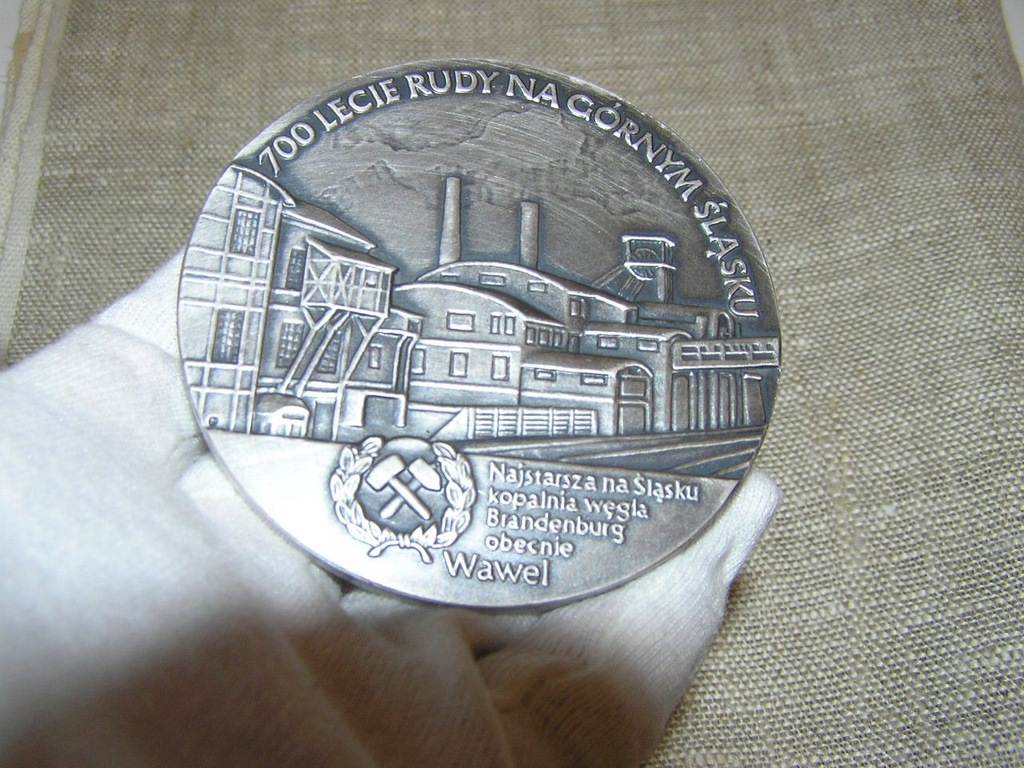 700 LECIE RUDY NA GÓRNYM ŚLĄSKU
Najstarsza na Śląsku
kopalnia węgla
Brandenburg
obecnie
Wawel